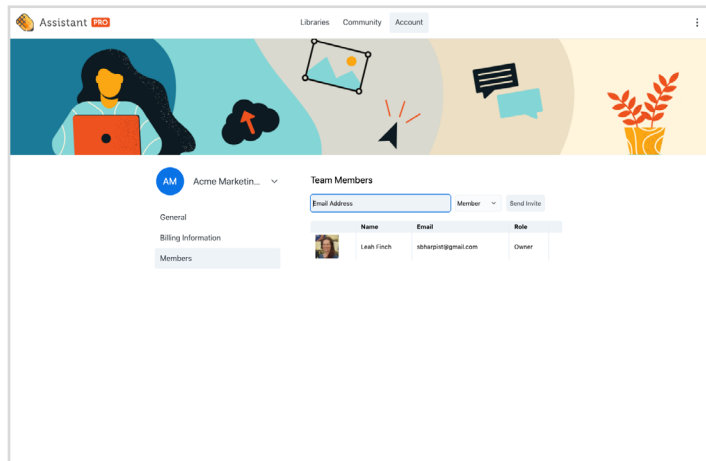 Assistant PRO
Libraries Community Account
AM Acme Marketin...
General
Billing Information
Members
Team Members
Email Address Member Send Invite
Name Email Role
Leah Finch sbharpist@gmail.com Owner